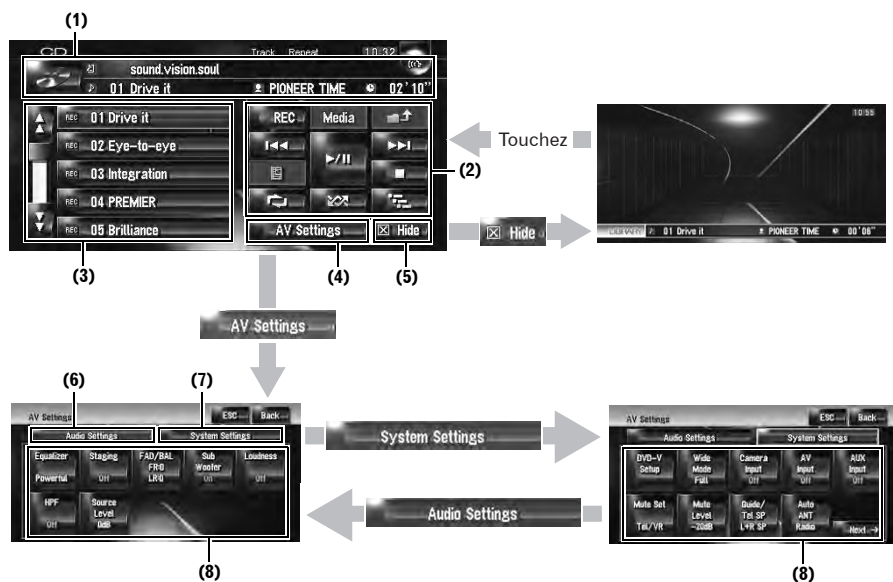 (1)
CD Track Repeat 10:32
sound.vision.soul
01 Drive it PIONEER TIME 02'10"
REC 01 Drive it
REC 02 Eye-to-eye
REC 03 Integration
REC 04 PREMIER
REC 05 Brilliance
REC Media
AV Settings
Hide
(2)
(3)
(4)
(5)
Touchez
10:55
LIBRARY 01 Drive it PIONEER TIME 00'06"
Hide
AV Settings
(6)
(7)
AV Settings ESC Back
Audio Settings System Settings
Equalizer Powerful
Staging Off
FAD/BAL FR:0 LR:0
Sub Woofer On
Loudness Off
HPF Off
Source Level 0dB
(8)
System Settings
Audio Settings
AV Settings ESC Back
Audio Settings System Settings
DVD-V Setup
Wide Mode Full
Camera Input Off
AV Input Off
AUX Input Off
Mute Set Tel/VR
Mute Level -20dB
Guide/ Tel SP L+R SP
Auto ANT Radio
Next
(8)